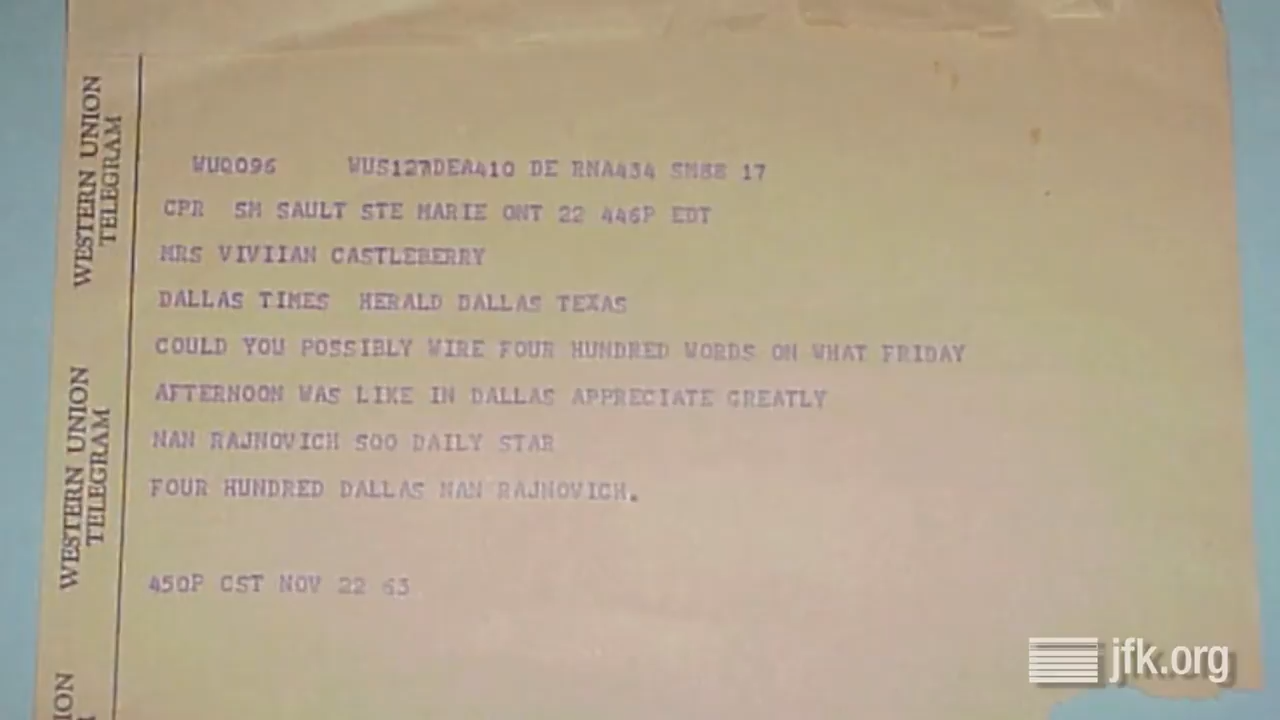 WESTERN UNION
TELEGRAM
WESTERN UNION
TELEGRAM
WUQ096 WUS127DEA410 DE RNA434 SM88 17
CPR SM SAULT STE MARIE ONT 22 446P EDT
MRS VIVIIAN CASTLEBERRY
DALLAS TIMES HERALD DALLAS TEXAS
COULD YOU POSSIBLY WIRE FOUR HUNDRED WORDS ON WHAT FRIDAY
AFTERNOON WAS LIKE IN DALLAS APPRECIATE GREATLY
NAN RAJNOVICH SOO DAILY STAR
FOUR HUNDRED DALLAS NAN RAJNOVICH.
450P CST NOV 22 63
ION
jfk.org